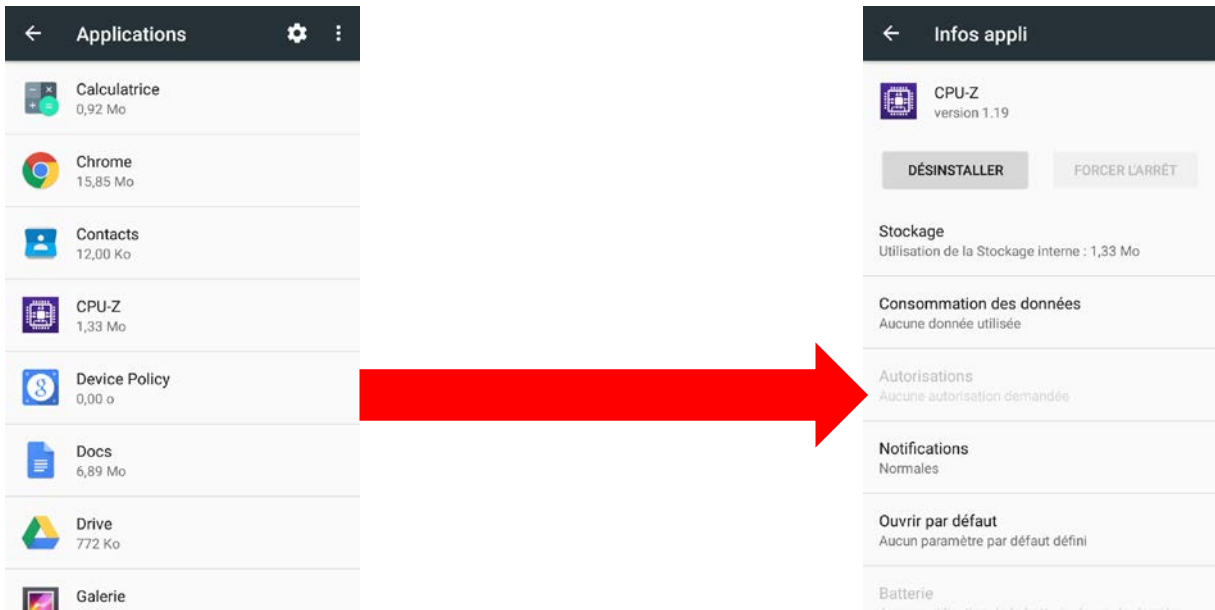 Applications
Calculatrice
0,92 Mo
Chrome
15,85 Mo
Contacts
12,00 Ko
CPU-Z
1,33 Mo
Device Policy
0,00 o
Docs
6,89 Mo
Drive
772 Ko
Galerie
Infos appli
CPU-Z
version 1.19
DÉSINSTALLER
FORCER L'ARRÊT
Stockage
Utilisation de la Stockage interne : 1,33 Mo
Consommation des données
Aucune donnée utilisée
Autorisations
Aucune autorisation demandée
Notifications
Normales
Ouvrir par défaut
Aucun paramètre par défaut défini
Batterie